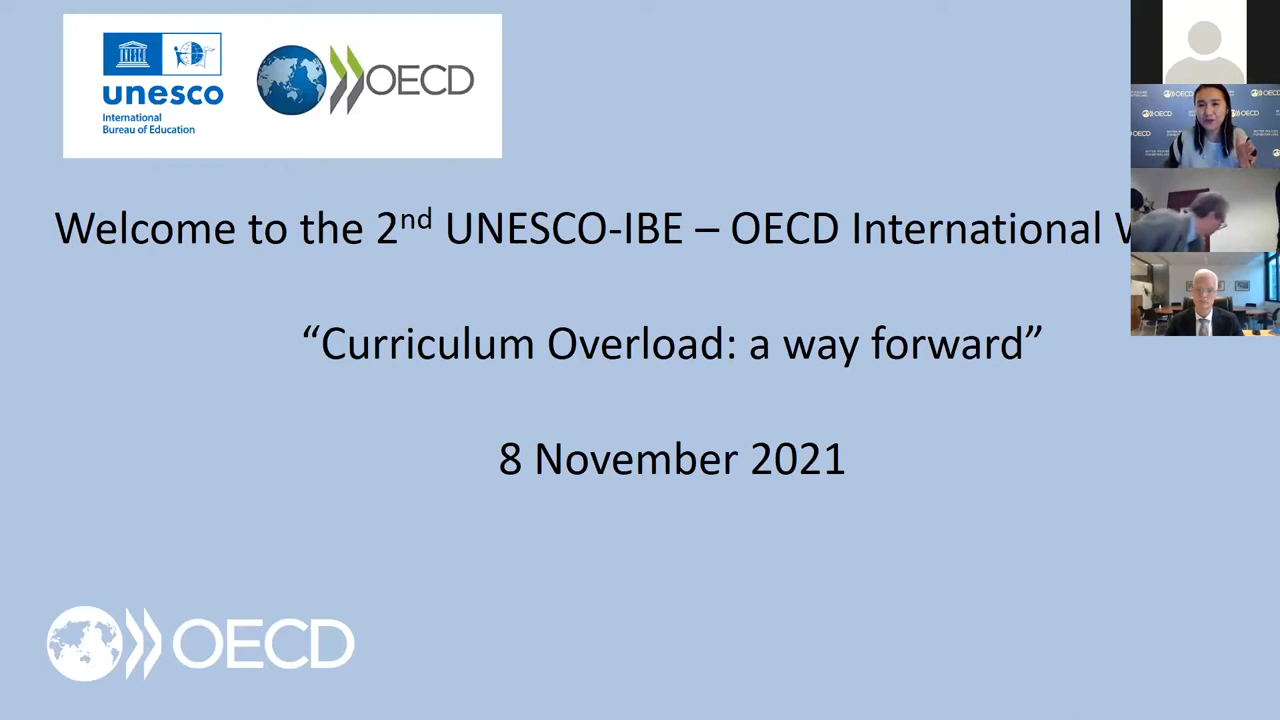 unesco
International
Bureau of Education
OECD
Welcome to the 2nd UNESCO-IBE – OECD International
“Curriculum Overload: a way forward”
8 November 2021
OECD